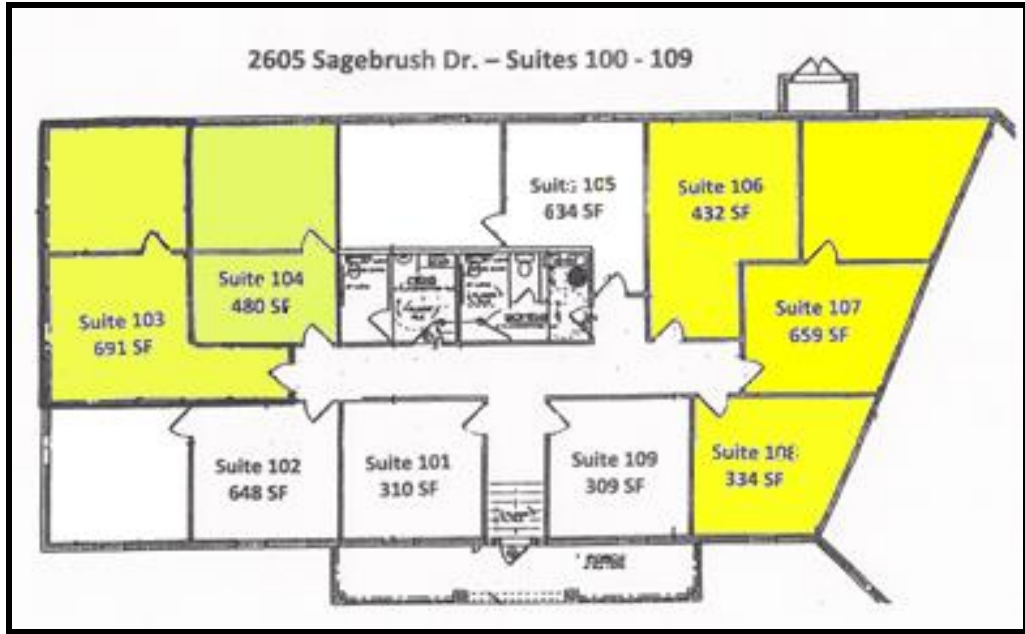 2605 Sagebrush Dr. – Suites 100 - 109
Suite 105
634 SF
Suite 106
432 SF
Suite 104
480 SF
Suite 103
691 SF
Suite 107
659 SF
Suite 102
648 SF
Suite 101
310 SF
Suite 109
309 SF
Suite 108
334 SF